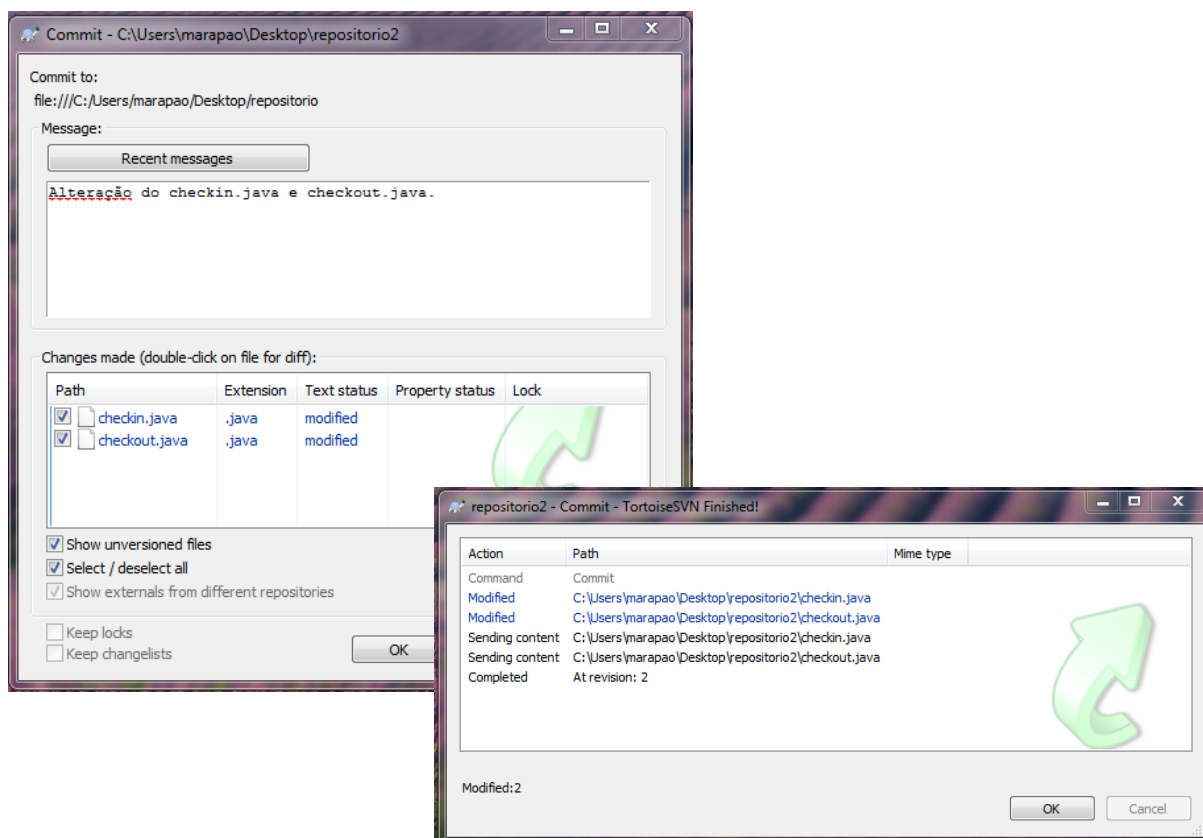 Commit - C:\Users\marapao\Desktop\repositorio2
Commit to:
file:///C:/Users/marapao/Desktop/repositorio
Message:
Recent messages
Alteração do checkin.java e checkout.java.
Changes made (double-click on file for diff):
Path Extension Text status Property status Lock
checkin.java .java modified
checkout.java .java modified
Show unversioned files
Select / deselect all
Show externals from different repositories
Keep locks
Keep changelists
OK
repositorio2 - Commit - TortoiseSVN Finished!
Action Path Mime type
Command Commit
Modified C:\Users\marapao\Desktop\repositorio2\checkin.java
Modified C:\Users\marapao\Desktop\repositorio2\checkout.java
Sending content C:\Users\marapao\Desktop\repositorio2\checkin.java
Sending content C:\Users\marapao\Desktop\repositorio2\checkout.java
Completed At revision: 2
Modified:2
OK Cancel